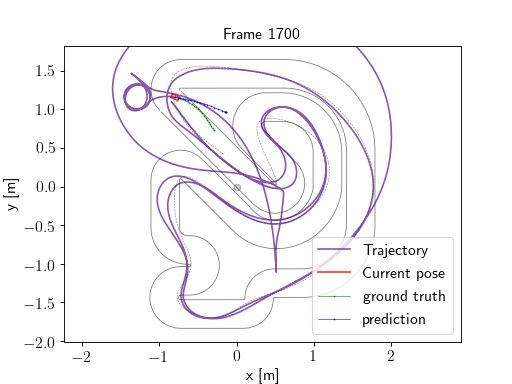 Frame 1700
y [m]
1.5
1.0
0.5
0.0
−0.5
−1.0
−1.5
−2.0
Trajectory
Current pose
ground truth
prediction
−2 −1 0 1 2
x [m]